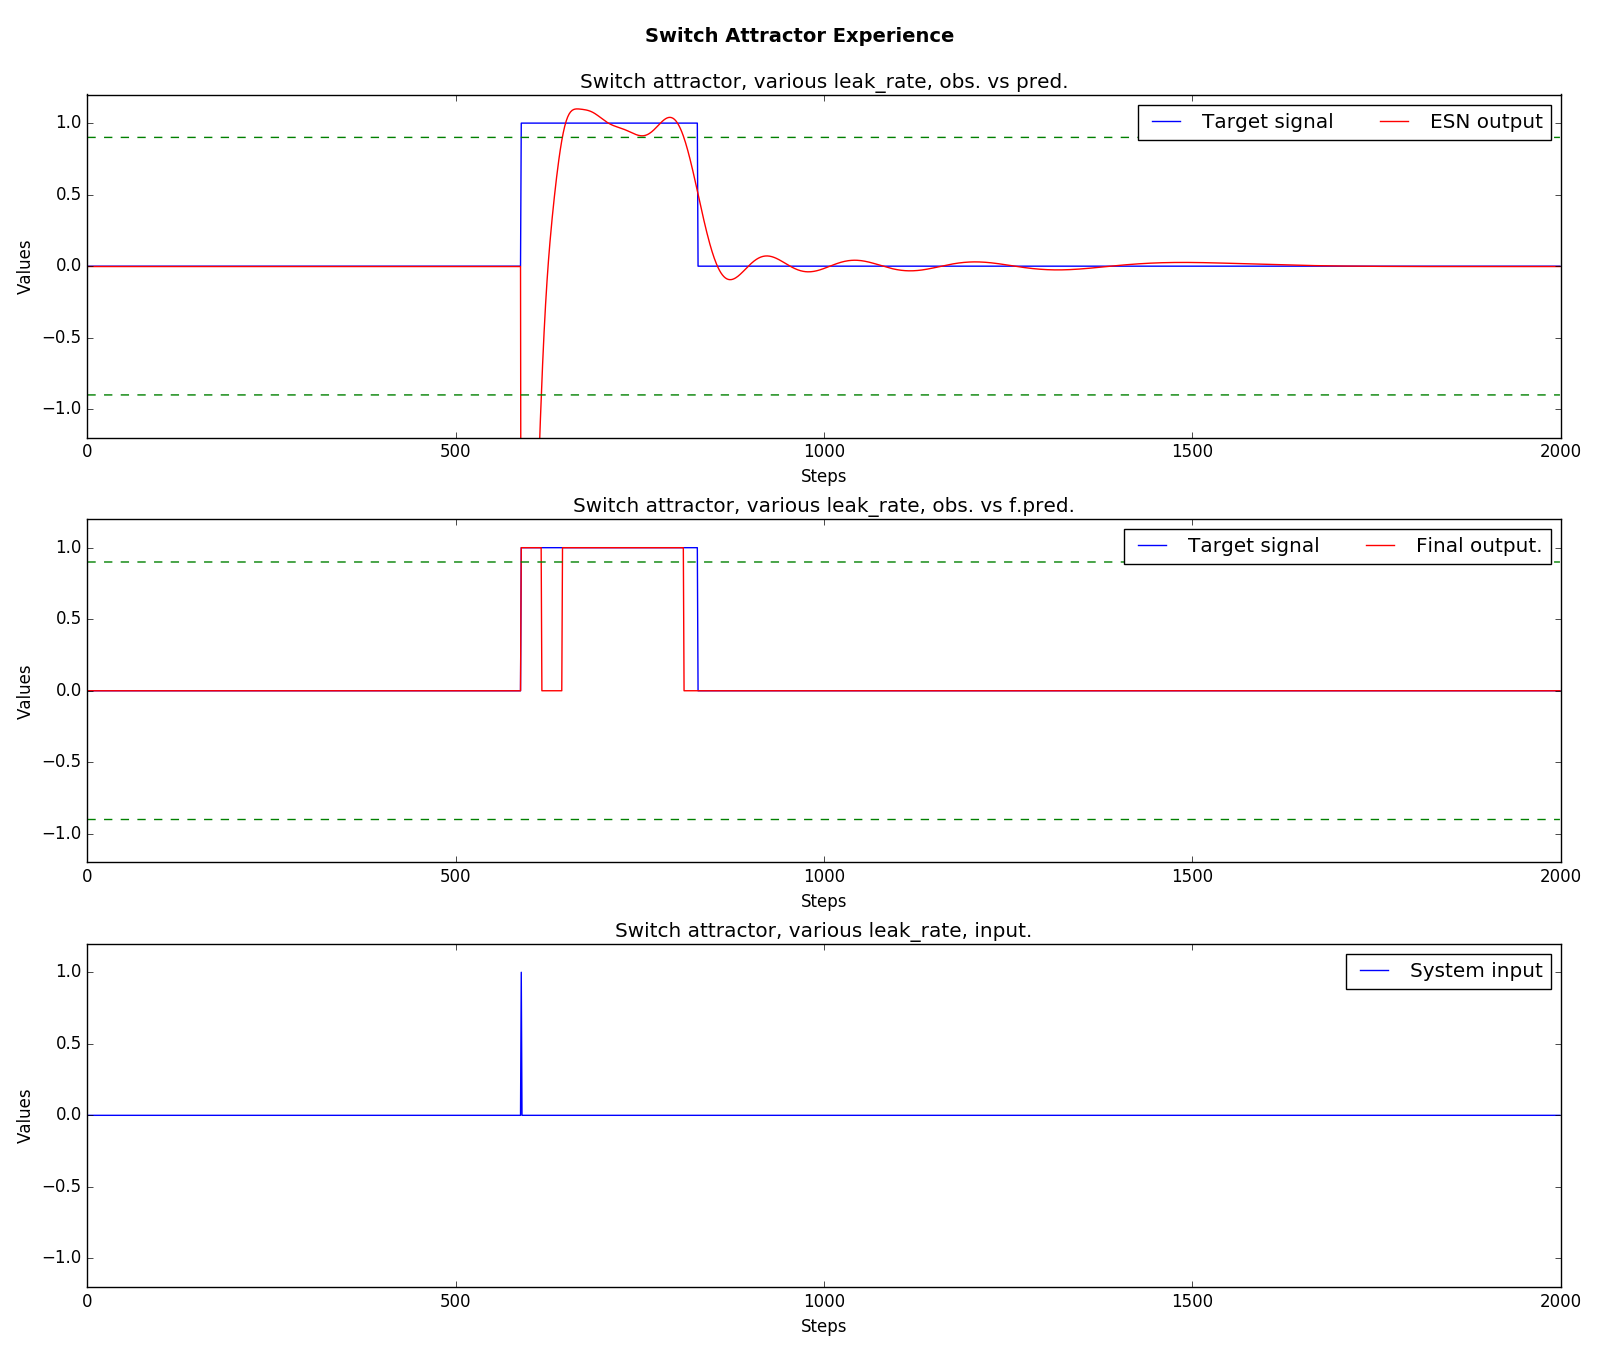 Switch Attractor Experience
Switch attractor, various leak_rate, obs. vs pred.
Target signal ESN output
1.0
0.5
0.0
−0.5
−1.0
Values
0 500 1000 1500 2000
Steps
Switch attractor, various leak_rate, obs. vs f.pred.
Target signal Final output.
1.0
0.5
0.0
−0.5
−1.0
Values
0 500 1000 1500 2000
Steps
Switch attractor, various leak_rate, input.
System input
1.0
0.5
0.0
−0.5
−1.0
Values
0 500 1000 1500 2000
Steps